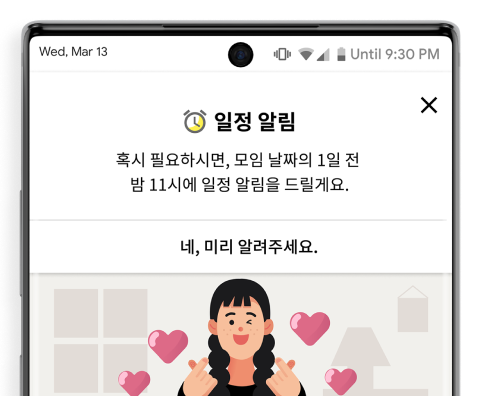 Wed, Mar 13
Until 9:30 PM
일정 알림
혹시 필요하시면, 모임 날짜의 1일 전
밤 11시에 일정 알림을 드릴게요.
네, 미리 알려주세요.